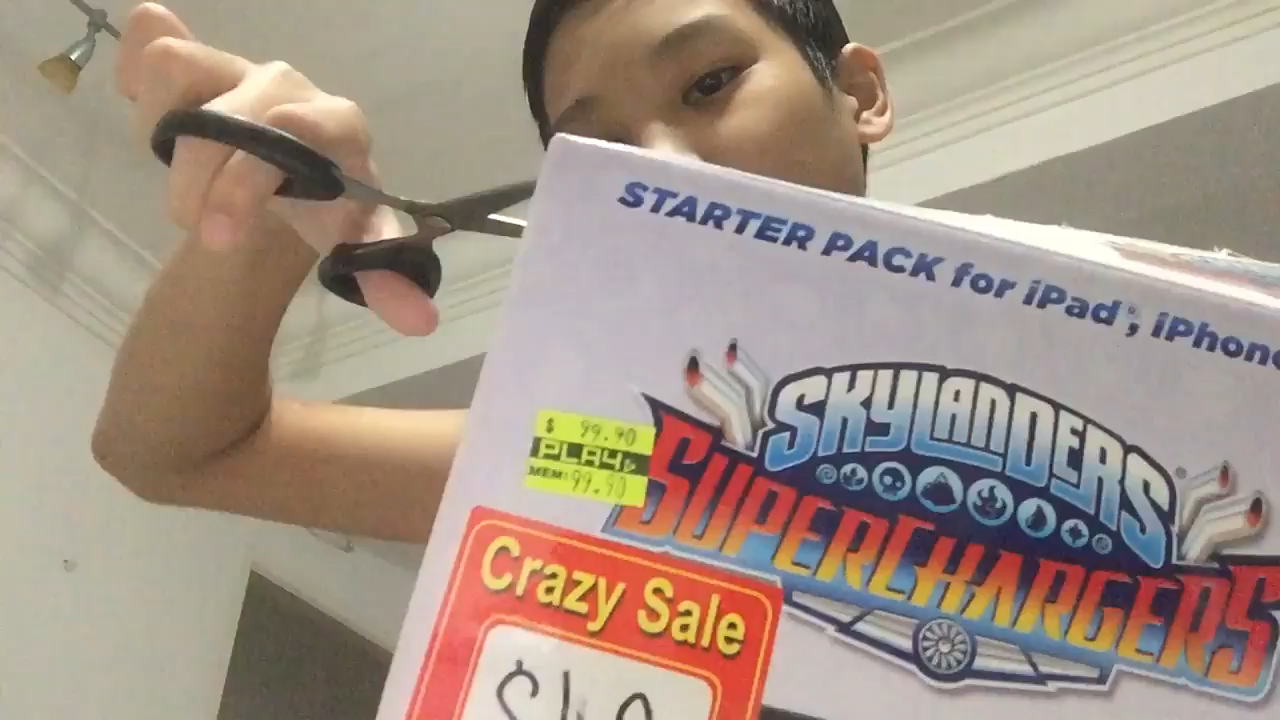 STARTER PACK for iPad®, iPhone
SKYLANDERS
SUPERCHARGERS
$ 99.90
PLAY
MEM: 99.90
Crazy Sale